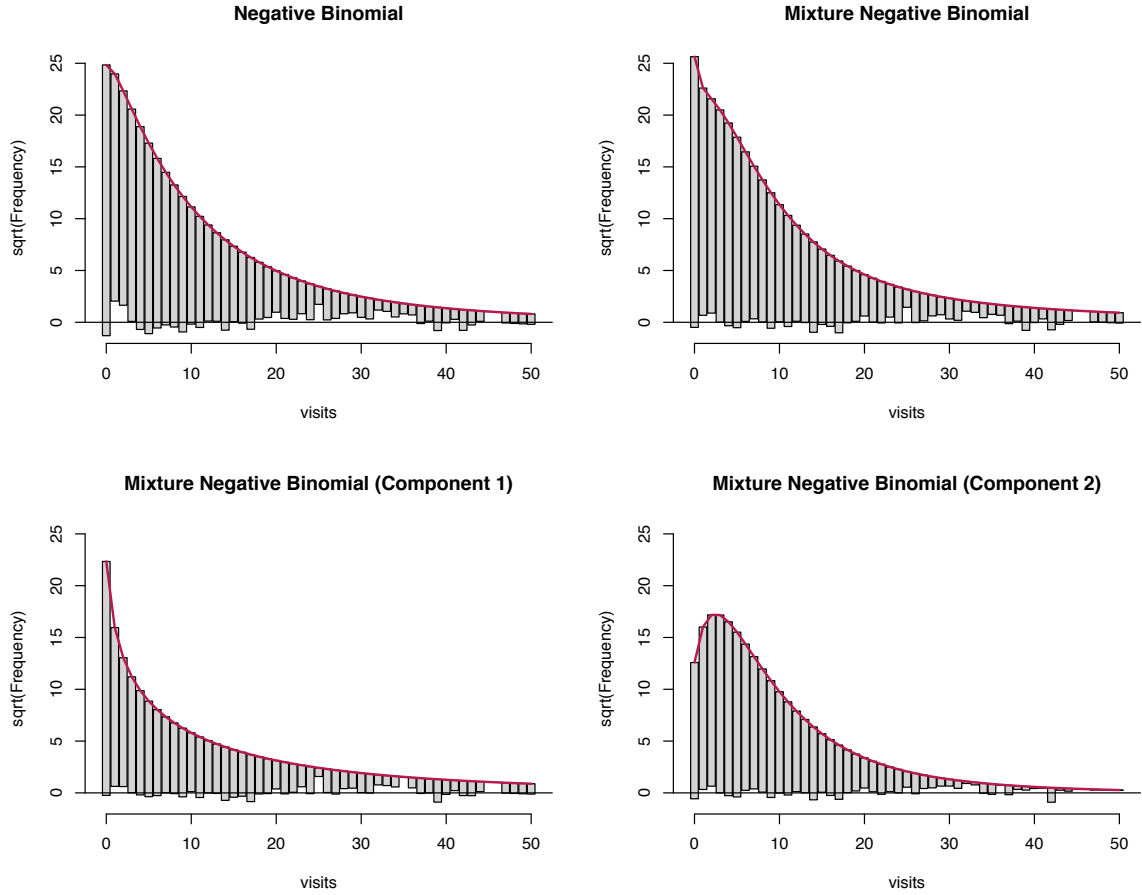 Negative Binomial
sqrt(Frequency)
25
20
15
10
5
0
0 10 20 30 40 50
visits
Mixture Negative Binomial
sqrt(Frequency)
25
20
15
10
5
0
0 10 20 30 40 50
visits
Mixture Negative Binomial (Component 1)
sqrt(Frequency)
25
20
15
10
5
0
0 10 20 30 40 50
visits
Mixture Negative Binomial (Component 2)
sqrt(Frequency)
25
20
15
10
5
0
0 10 20 30 40 50
visits